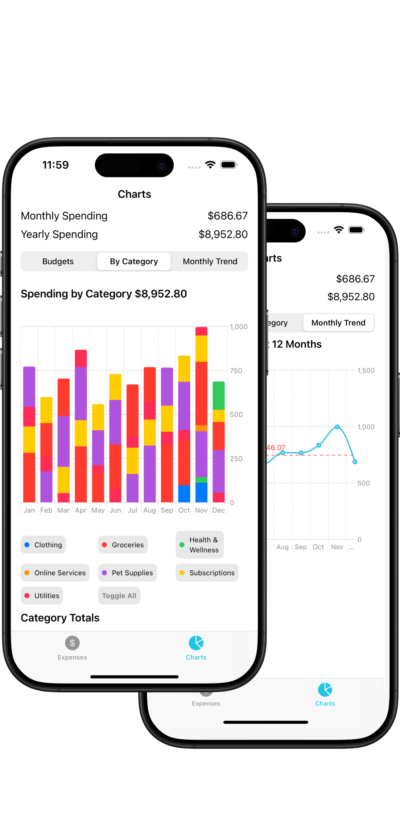 11:59
Charts
Monthly Spending $686.67
Yearly Spending $8,952.80
Budgets By Category Monthly Trend
Spending by Category $8,952.80
1,000
750
500
250
0
Jan Feb Mar Apr May Jun Jul Aug Sep Oct Nov Dec
Clothing Groceries Health & Wellness
Online Services Pet Supplies Subscriptions
Utilities Toggle All
Category Totals
$
Expenses Charts
arts
$686.67
$8,952.80
egory Monthly Trend
12 Months
1,500
1,000
46.07
500
0
Aug Sep Oct Nov ...
Expenses Charts